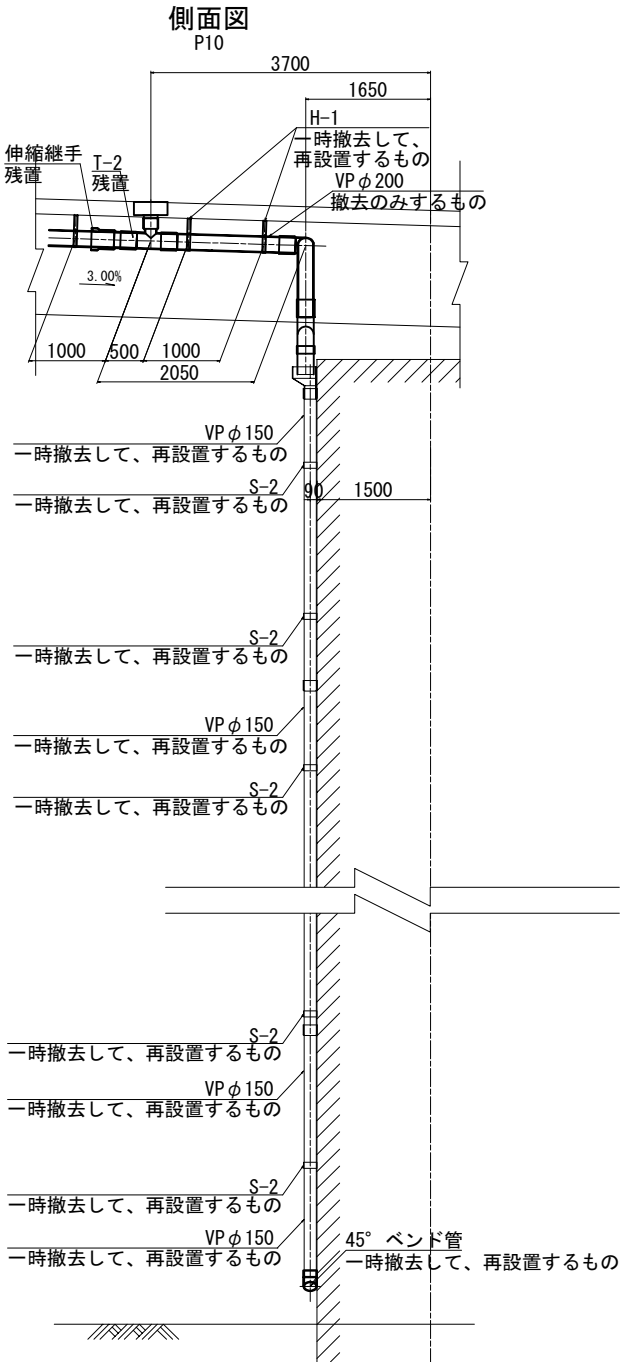 側面図
P10
3700
1650
H-1
一時撤去して、
再設置するもの
伸縮継手
残置
T-2
残置
VPφ200
撤去のみするもの
3.00%
1000
500
1000
2050
VPφ150
一時撤去して、再設置するもの
S-2
一時撤去して、再設置するもの
90
1500
S-2
一時撤去して、再設置するもの
VPφ150
一時撤去して、再設置するもの
S-2
一時撤去して、再設置するもの
S-2
一時撤去して、再設置するもの
VPφ150
一時撤去して、再設置するもの
S-2
一時撤去して、再設置するもの
VPφ150
一時撤去して、再設置するもの
45° ベンド管
一時撤去して、再設置するもの